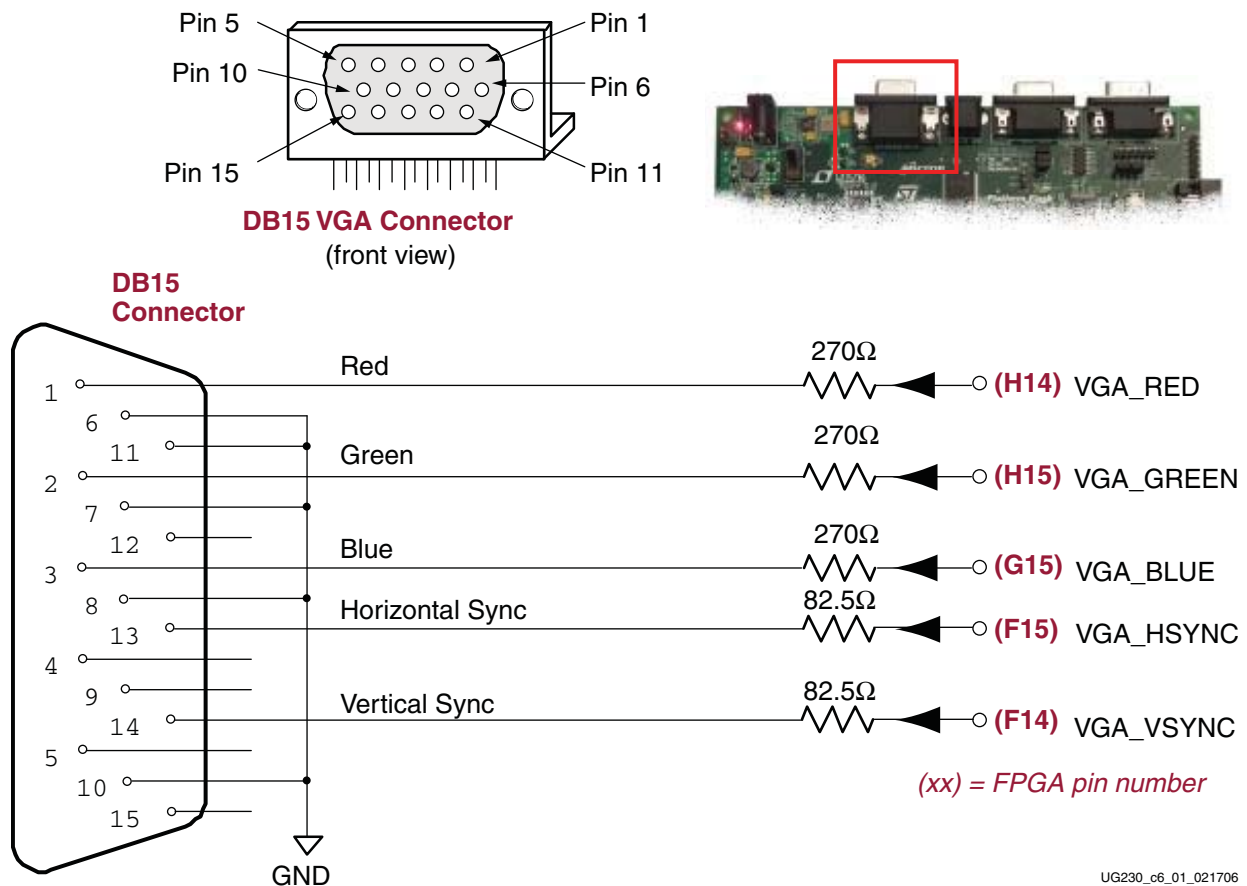 Pin 5
Pin 1
Pin 10
Pin 6
Pin 15
Pin 11
DB15 VGA Connector
(front view)
DB15
Connector
1
Red
270Ω
(H14) VGA_RED
6
11
2
Green
270Ω
(H15) VGA_GREEN
7
12
3
Blue
270Ω
(G15) VGA_BLUE
8
13
Horizontal Sync
82.5Ω
(F15) VGA_HSYNC
4
9
14
Vertical Sync
82.5Ω
(F14) VGA_VSYNC
5
10
15
(xx) = FPGA pin number
GND
UG230_c6_01_021706